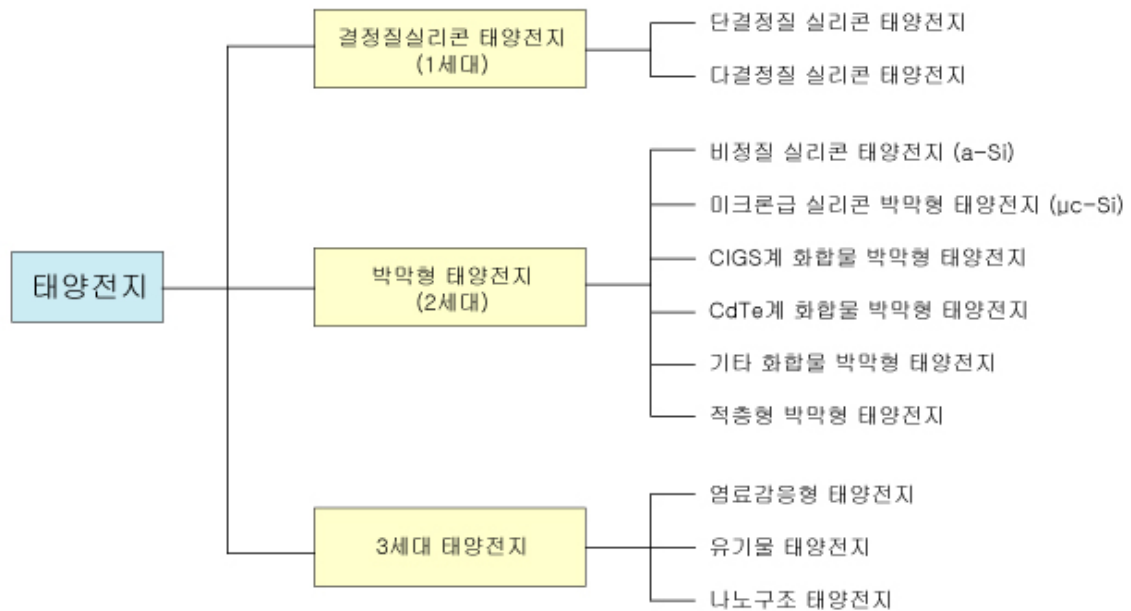 태양전지
결정질실리콘 태양전지
(1세대)
단결정질 실리콘 태양전지
다결정질 실리콘 태양전지
박막형 태양전지
(2세대)
비정질 실리콘 태양전지 (a-Si)
미크론급 실리콘 박막형 태양전지 (μc-Si)
CIGS계 화합물 박막형 태양전지
CdTe계 화합물 박막형 태양전지
기타 화합물 박막형 태양전지
적층형 박막형 태양전지
3세대 태양전지
염료감응형 태양전지
유기물 태양전지
나노구조 태양전지